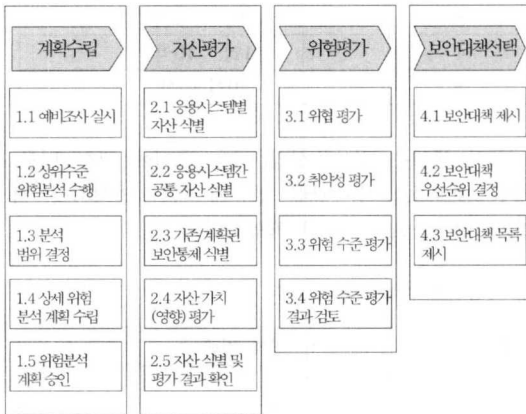 계획수립
1.1 예비조사 실시
1.2 상위수준
위험분석 수행
1.3 분석
범위 결정
1.4 상세 위험
분석 계획 수립
1.5 위험분석
계획 승인
자산평가
2.1 응용시스템별
자산 식별
2.2 응용시스템간
공통 자산 식별
2.3 기존/계획된
보안통제 식별
2.4 자산 가치
(영향) 평가
2.5 자산 식별 및
평가 결과 확인
위험평가
3.1 위협 평가
3.2 취약성 평가
3.3 위험 수준 평가
3.4 위험 수준 평가
결과 검토
보안대책선택
4.1 보안대책 제시
4.2 보안대책
우선순위 결정
4.3 보안대책 목록
제시